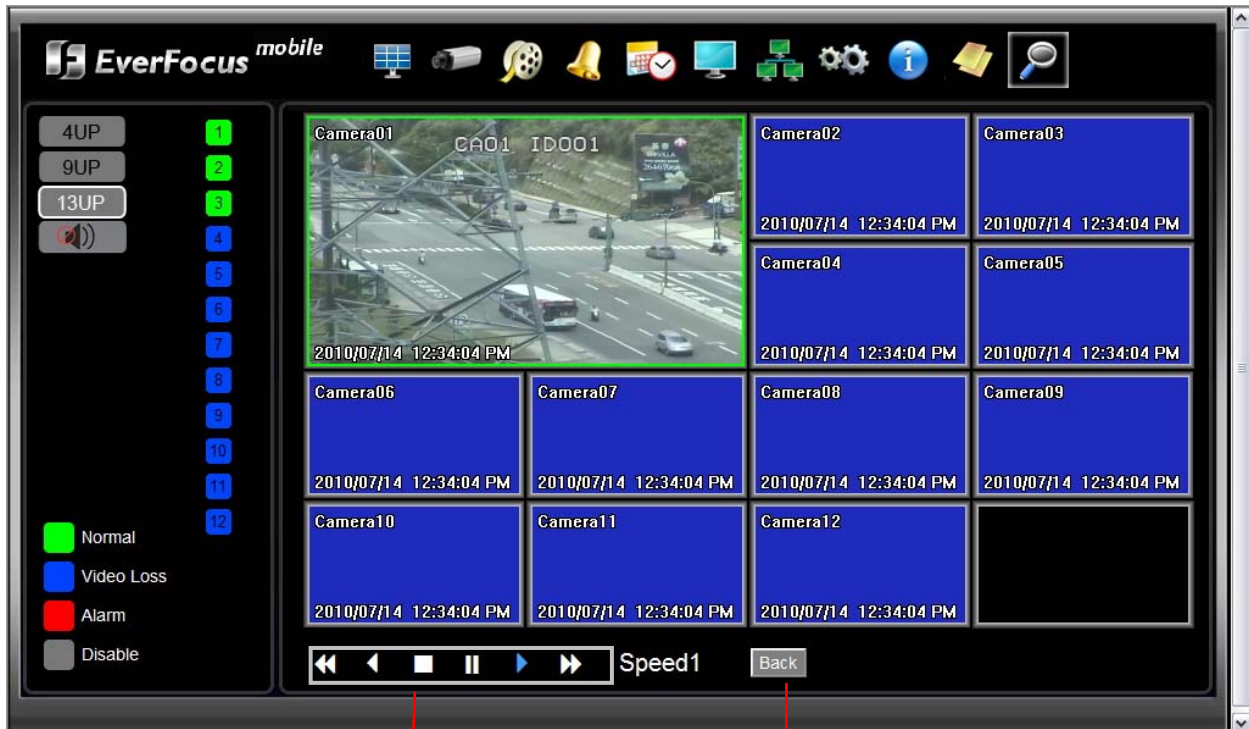 EverFocus mobile
4UP
9UP
13UP
1
2
3
4
5
6
7
8
9
10
11
12
Normal
Video Loss
Alarm
Disable
Camera01
CA01 ID001
2010/07/14 12:34:04 PM
Camera02
2010/07/14 12:34:04 PM
Camera03
2010/07/14 12:34:04 PM
Camera04
2010/07/14 12:34:04 PM
Camera05
2010/07/14 12:34:04 PM
Camera06
2010/07/14 12:34:04 PM
Camera07
2010/07/14 12:34:04 PM
Camera08
2010/07/14 12:34:04 PM
Camera09
2010/07/14 12:34:04 PM
Camera10
2010/07/14 12:34:04 PM
Camera11
2010/07/14 12:34:04 PM
Camera12
2010/07/14 12:34:04 PM
Speed1
Back